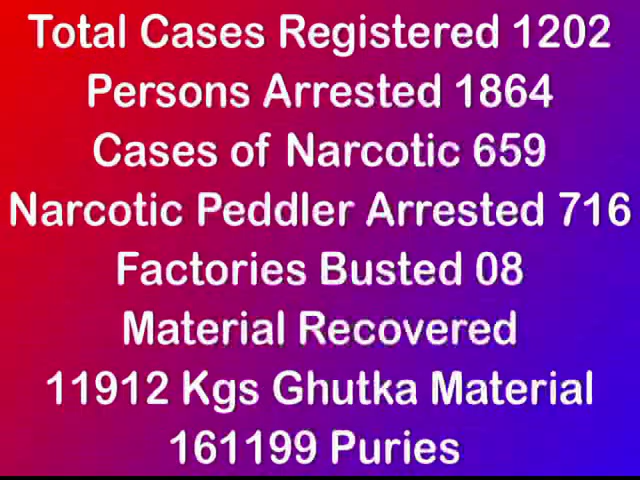 Total Cases Registered 1202
Persons Arrested 1864
Cases of Narcotic 659
Narcotic Peddler Arrested 716
Factories Busted 08
Material Recovered
11912 Kgs Ghutka Material
161199 Puries